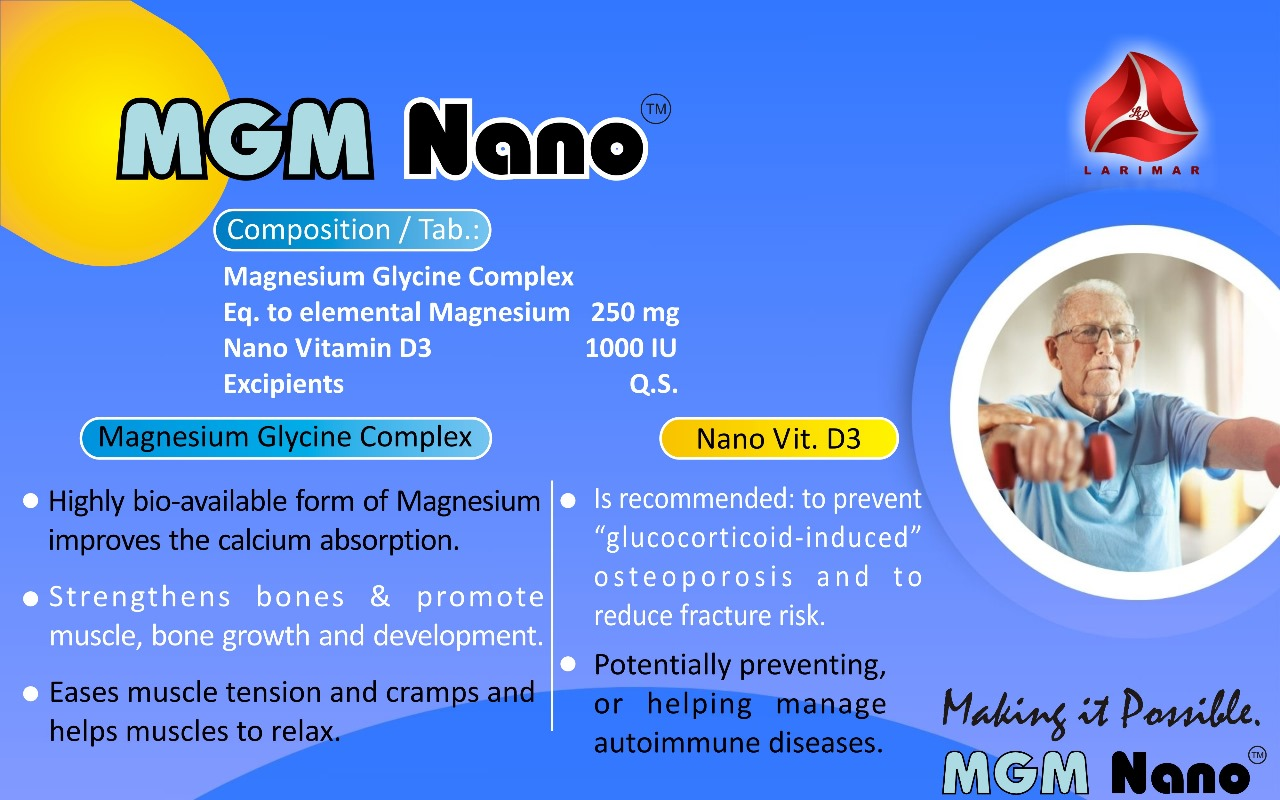 MGM Nano™
LARIMAR
Composition / Tab.:
Magnesium Glycine Complex
Eq. to elemental Magnesium 250 mg
Nano Vitamin D3 1000 IU
Excipients Q.S.
Magnesium Glycine Complex
Highly bio-available form of Magnesium
improves the calcium absorption.
Strengthens bones & promote
muscle, bone growth and development.
Eases muscle tension and cramps and
helps muscles to relax.
Nano Vit. D3
Is recommended: to prevent
“glucocorticoid-induced”
osteoporosis and to
reduce fracture risk.
Potentially preventing,
or helping manage
autoimmune diseases.
Making it Possible.
MGM Nano™